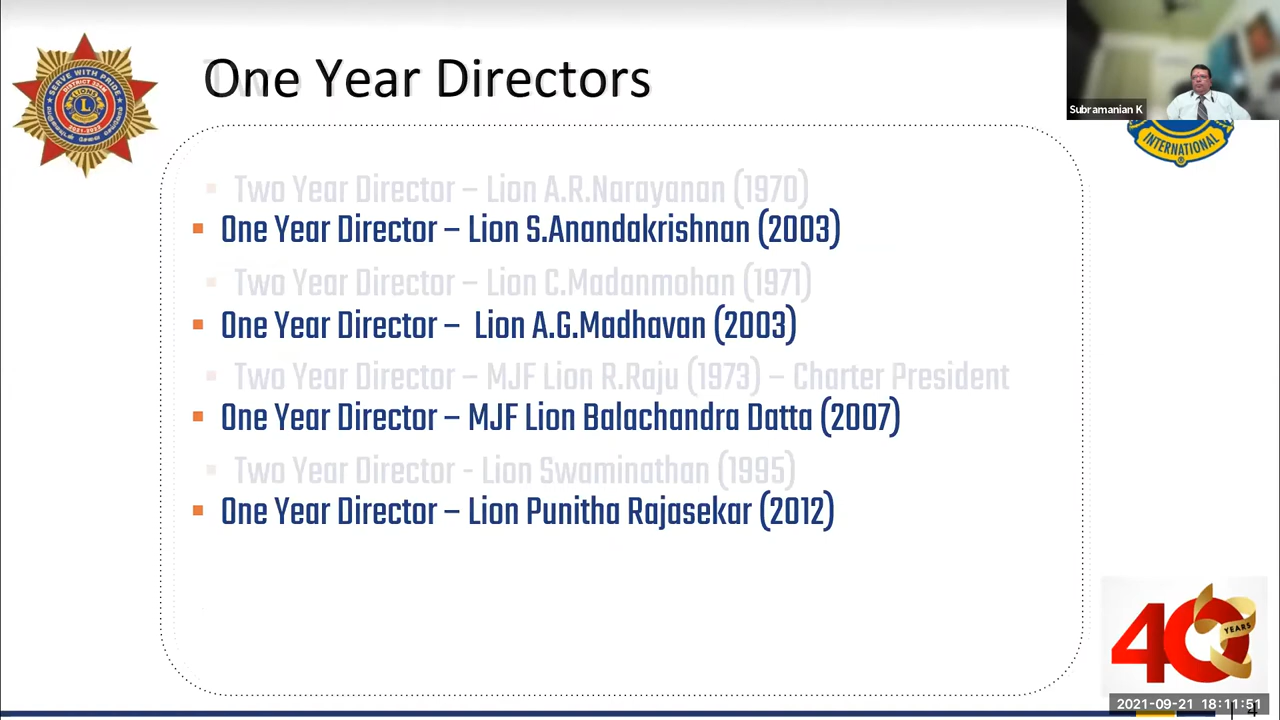 One Year Directors
Subramanian K
SERVE WITH PRIDE
LIONS
L
INTERNATIONAL
Two Year Director – Lion A.R.Narayanan (1970)
One Year Director – Lion S.Anandakrishnan (2003)
Two Year Director – Lion C.Madanmohan (1971)
One Year Director – Lion A.G.Madhavan (2003)
Two Year Director – MJF Lion R.Raju (1973) – Charter President
One Year Director – MJF Lion Balachandra Datta (2007)
Two Year Director - Lion Swaminathan (1995)
One Year Director – Lion Punitha Rajasekar (2012)
40
YEARS
2021-09-21 18:11:51